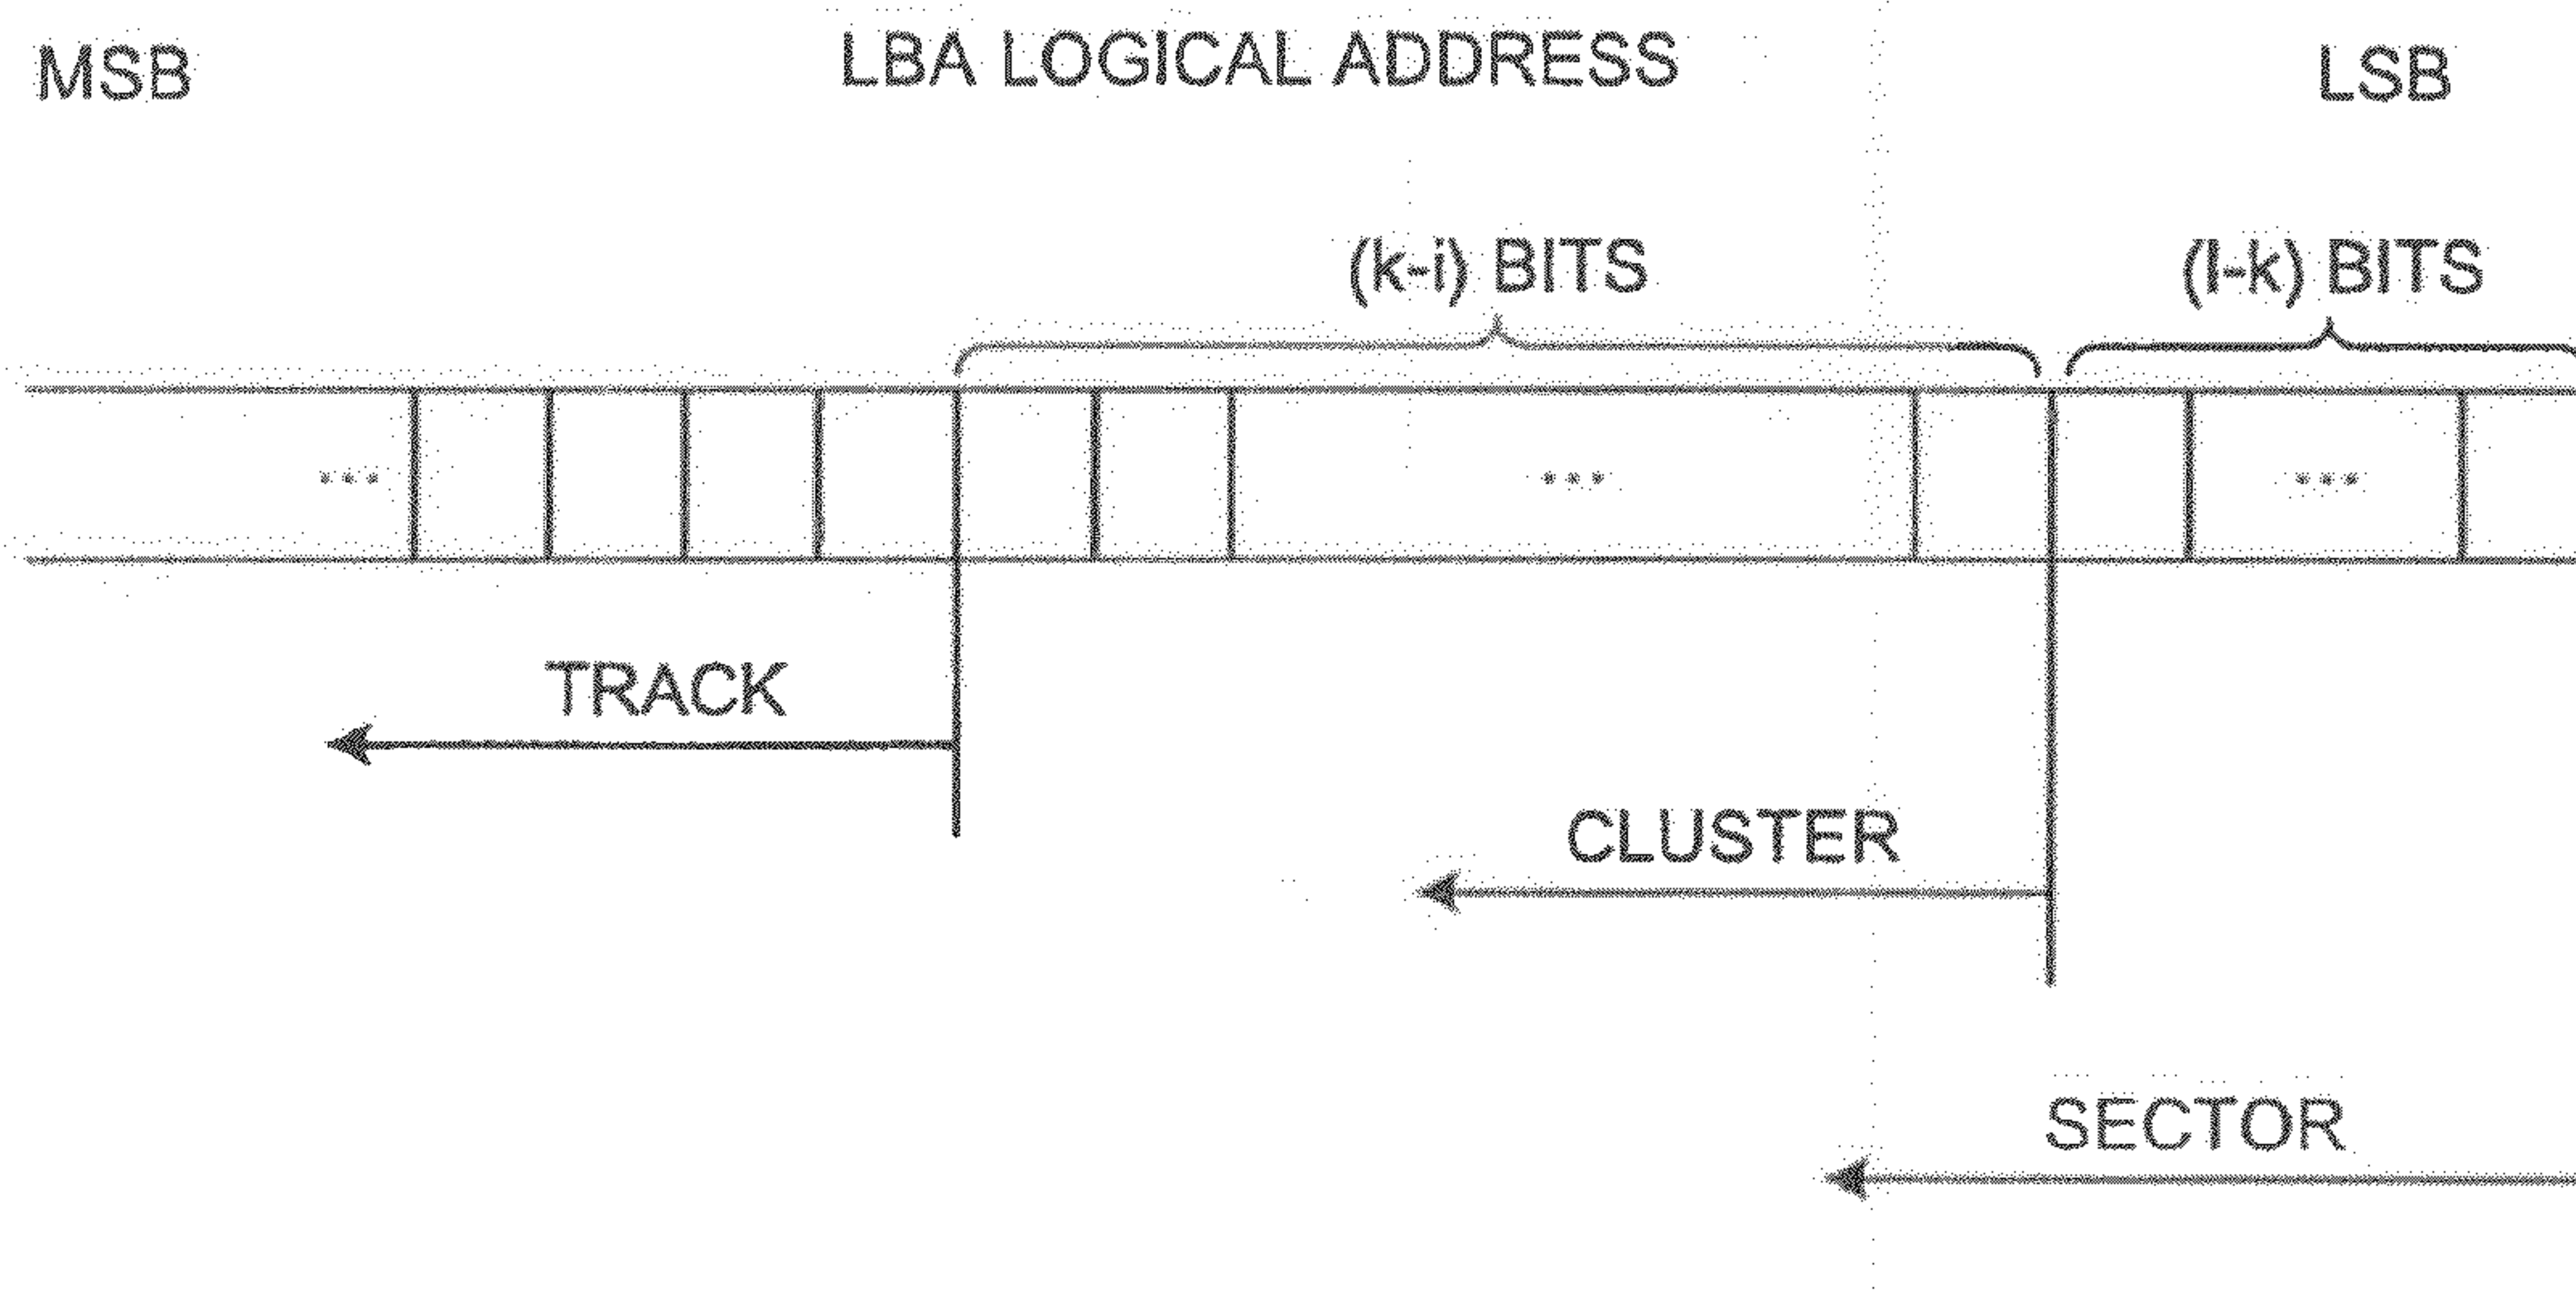 MSB LBA LOGICAL ADDRESS LSB
(k-i) BITS (l-k) BITS
... ... ...
TRACK
CLUSTER
SECTOR